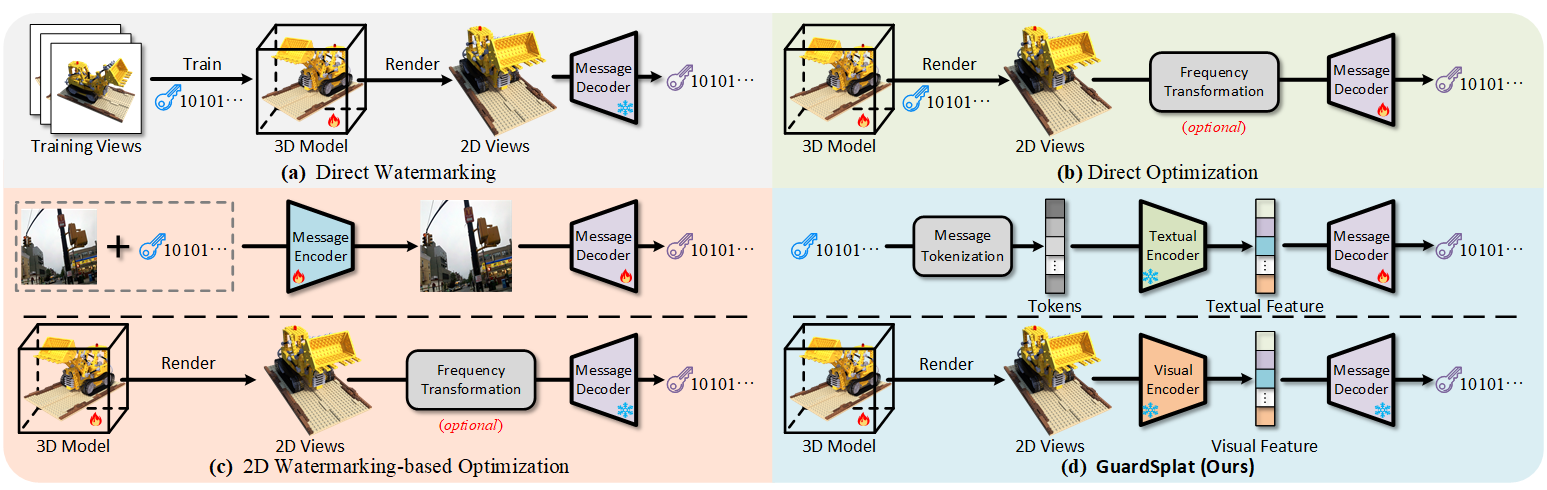 Train
10101···
Render
Message
Decoder
10101···
Training Views
3D Model
2D Views
(a) Direct Watermarking
Render
10101···
Frequency
Transformation
(optional)
Message
Decoder
10101···
3D Model
2D Views
(b) Direct Optimization
10101···
Message
Encoder
Message
Decoder
10101···
Render
Frequency
Transformation
(optional)
Message
Decoder
10101···
3D Model
2D Views
(c) 2D Watermarking-based Optimization
10101···
Message
Tokenization
Tokens
Textual
Encoder
Textual Feature
Message
Decoder
10101···
Render
Visual
Encoder
Message
Decoder
10101···
3D Model
2D Views
Visual Feature
(d) GuardSplat (Ours)